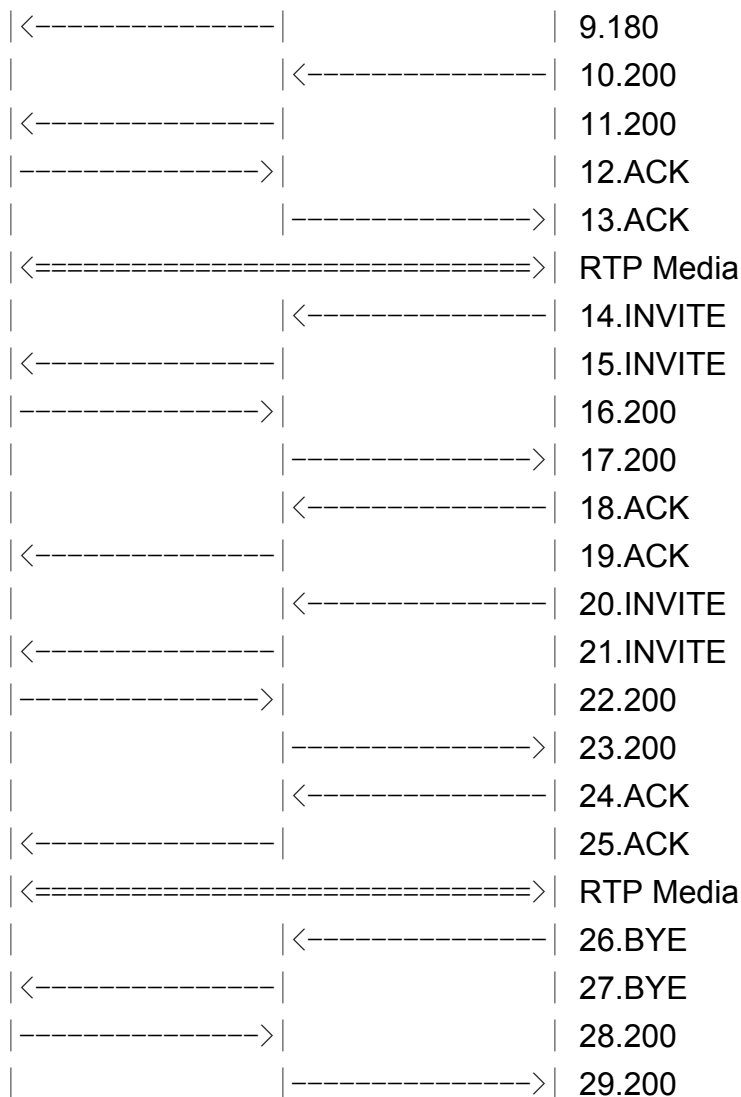 |<---------------| | 9.180
| |<---------------| 10.200
|<---------------| | 11.200
|--------------->| | 12.ACK
| |--------------->| 13.ACK
|<===============================>| RTP Media
| |<---------------| 14.INVITE
|<---------------| | 15.INVITE
|--------------->| | 16.200
| |--------------->| 17.200
| |<---------------| 18.ACK
|<---------------| | 19.ACK
| |<---------------| 20.INVITE
|<---------------| | 21.INVITE
|--------------->| | 22.200
| |--------------->| 23.200
| |<---------------| 24.ACK
|<---------------| | 25.ACK
|<===============================>| RTP Media
| |<---------------| 26.BYE
|<---------------| | 27.BYE
|--------------->| | 28.200
| |--------------->| 29.200